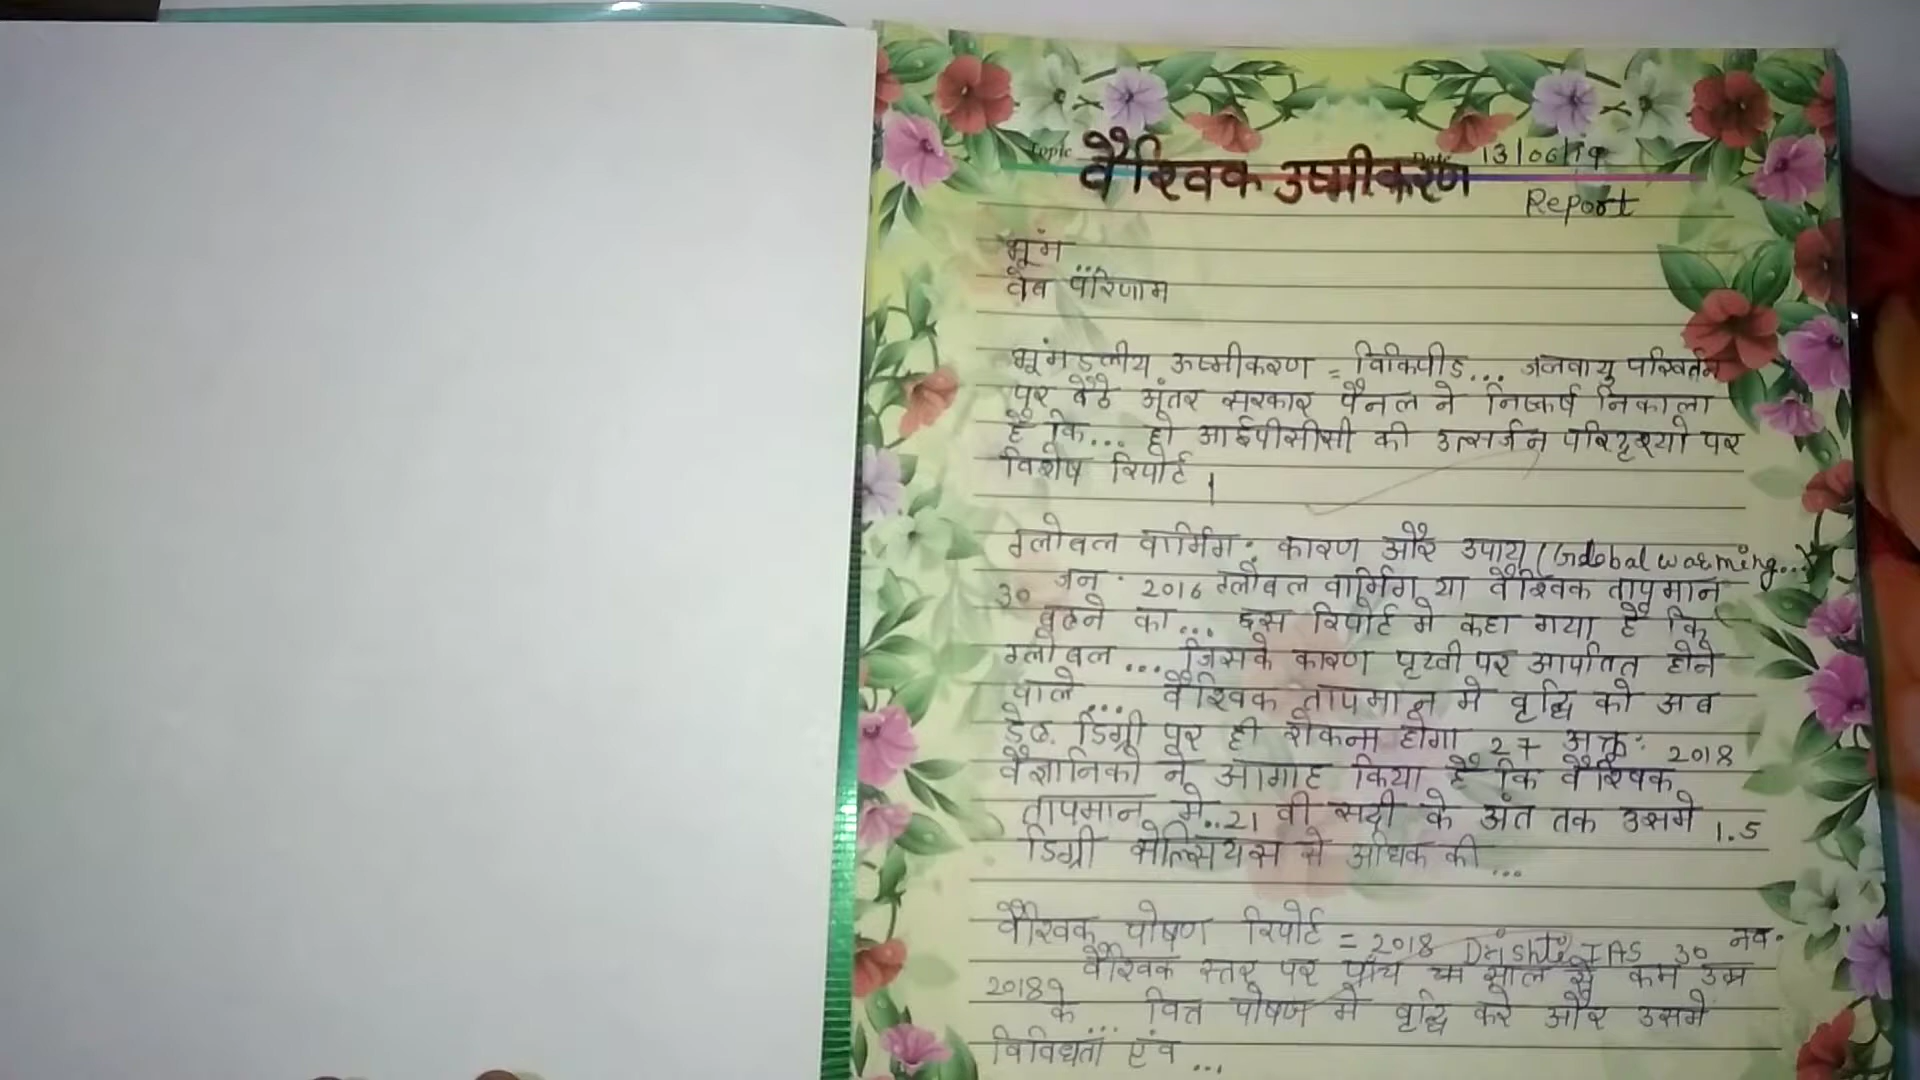 Topic
Date 13/06/19
वैश्विक उष्मीकरण
Report
भूमं
वेब परिणाम
भूमंडलीय ऊष्मीकरण = विकिपीड... जलवायु परिवर्तन
पर बैठे अंतर सरकार पैनल ने निष्कर्ष निकाला
है कि... हो आईपीसीसी की उत्सर्जन परिदृश्यो पर
विशेष रिपोर्ट ।
ग्लोबल वार्मिंग: कारण और उपाय (Global warming...)
30 जन. 2016 ग्लोबल वार्मिंग या वैश्विक तापमान
बढने का... इस रिपोर्ट मे कहा गया है कि
ग्लोबल ... जिसके कारण पृथ्वी पर आपतित होने
वाले ... वैश्विक तापमान मे वृद्धि को अब
डेढ. डिग्री पर ही रोकना होगा 27 अक्तू: 2018
वैज्ञानिको ने आगाह किया है कि वैश्विक
तापमान मे..21 वी सदी के अंत तक उसमे 1.5
डिग्री सेल्सियस से अधिक की ...
वैश्विक पोषण रिपोर्ट = 2018 Drishti IAS 30 नव.
2018 वैश्विक स्तर पर पांच साल से कम उम्र
के ... वित्त पोषण मे वृद्धि करे और उसमे
विविधता एंव ...